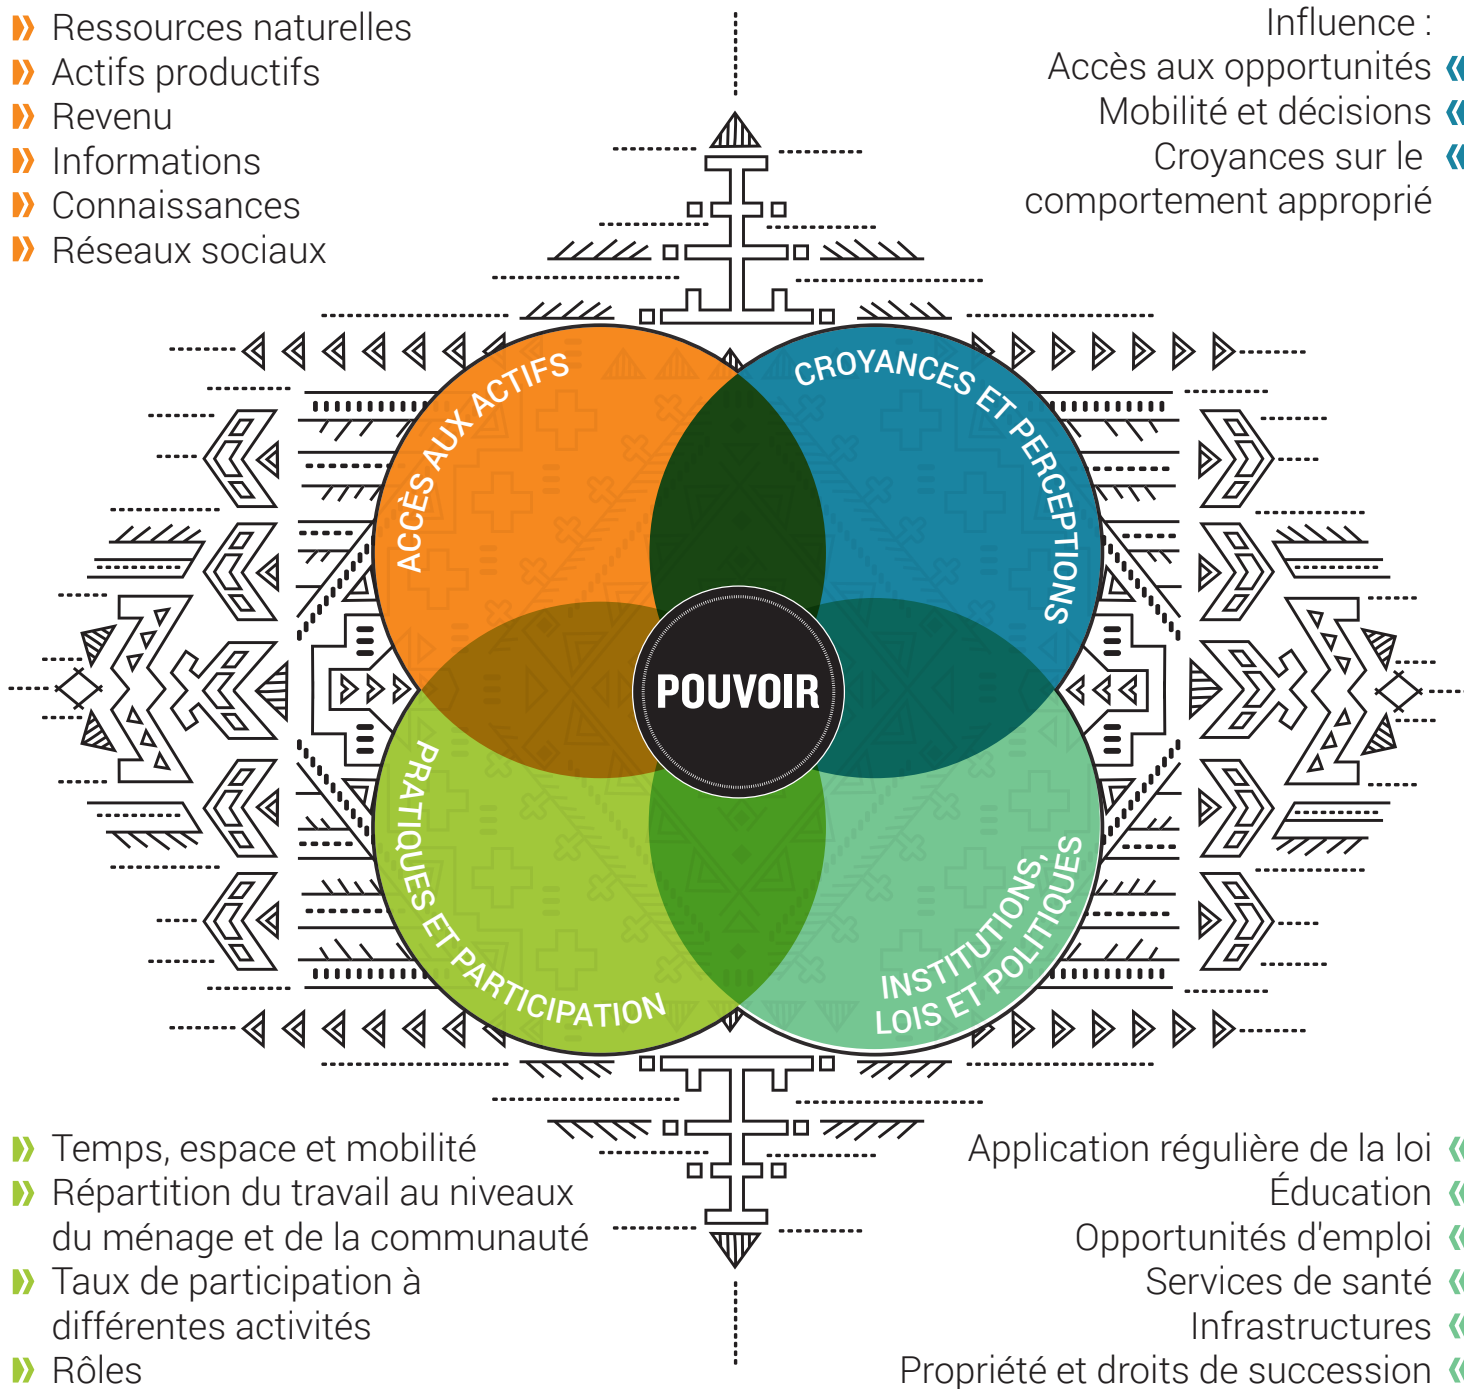 Ressources naturelles
Actifs productifs
Revenu
Informations
Connaissances
Réseaux sociaux
Influence :
Accès aux opportunités
Mobilité et décisions
Croyances sur le
comportement approprié
ACCÈS AUX ACTIFS
CROYANCES ET PERCEPTIONS
POUVOIR
PRATIQUES ET PARTICIPATION
INSTITUTIONS,
LOIS ET POLITIQUES
Temps, espace et mobilité
Répartition du travail au niveaux
du ménage et de la communauté
Taux de participation à
différentes activités
Rôles
Application régulière de la loi
Éducation
Opportunités d'emploi
Services de santé
Infrastructures
Propriété et droits de succession